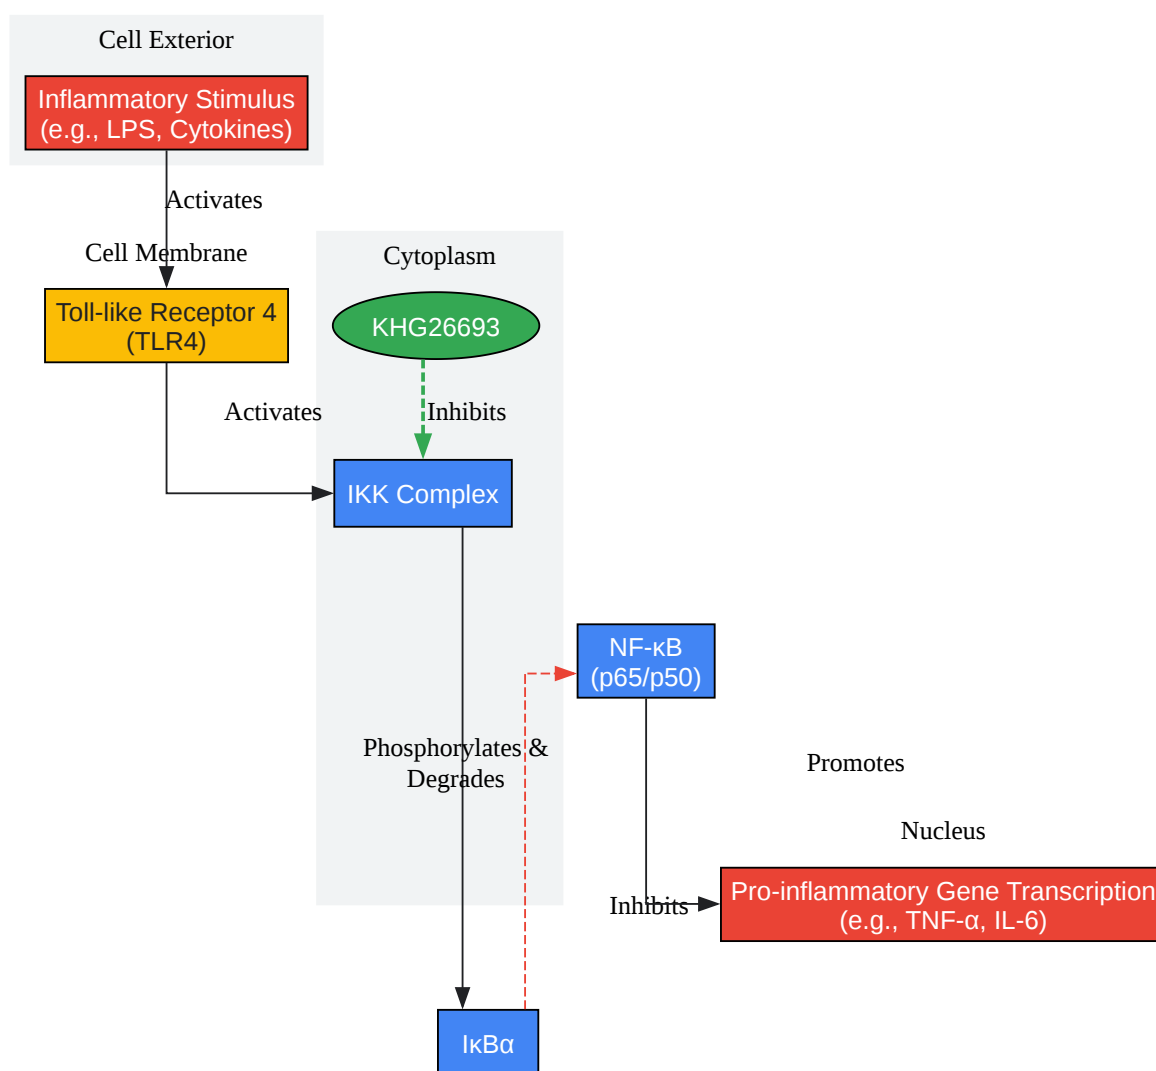 Cell Exterior
Inflammatory Stimulus
(e.g., LPS, Cytokines)
Activates
Cell Membrane
Toll-like Receptor 4
(TLR4)
Cytoplasm
KHG26693
Activates
Inhibits
IKK Complex
NF-κB
(p65/p50)
Phosphorylates &
Degrades
Promotes
Nucleus
Inhibits
Pro-inflammatory Gene Transcription
(e.g., TNF-α, IL-6)
IκBα